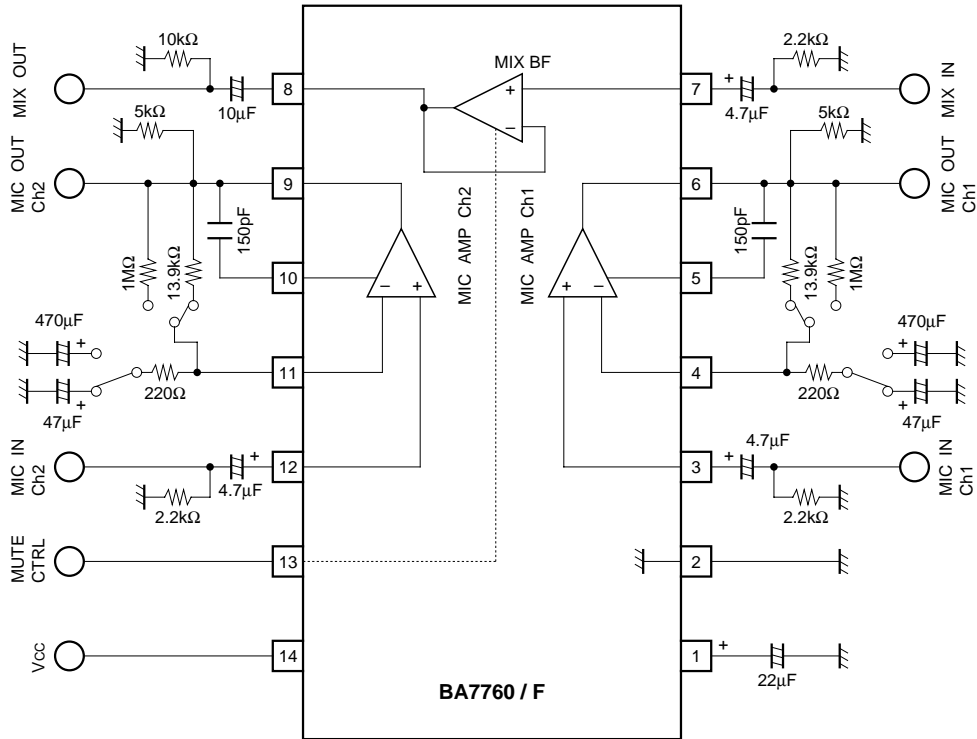 10kΩ
2.2kΩ
MIX OUT
MIX BF
MIX IN
+
8
+
−
7
+
10µF
4.7µF
5kΩ
5kΩ
MIC OUT
Ch2
9
6
MIC OUT
Ch1
150pF
MIC AMP Ch2
MIC AMP Ch1
150pF
1MΩ
13.9kΩ
10
5
13.9kΩ
1MΩ
− +
+ −
470µF
+
470µF
+
11
4
220Ω
220Ω
+
47µF
+
47µF
MIC IN
Ch2
4.7µF
+
12
3
+
4.7µF
MIC IN
Ch1
2.2kΩ
2.2kΩ
MUTE
CTRL
13
2
Vcc
14
1
+
22µF
BA7760 / F